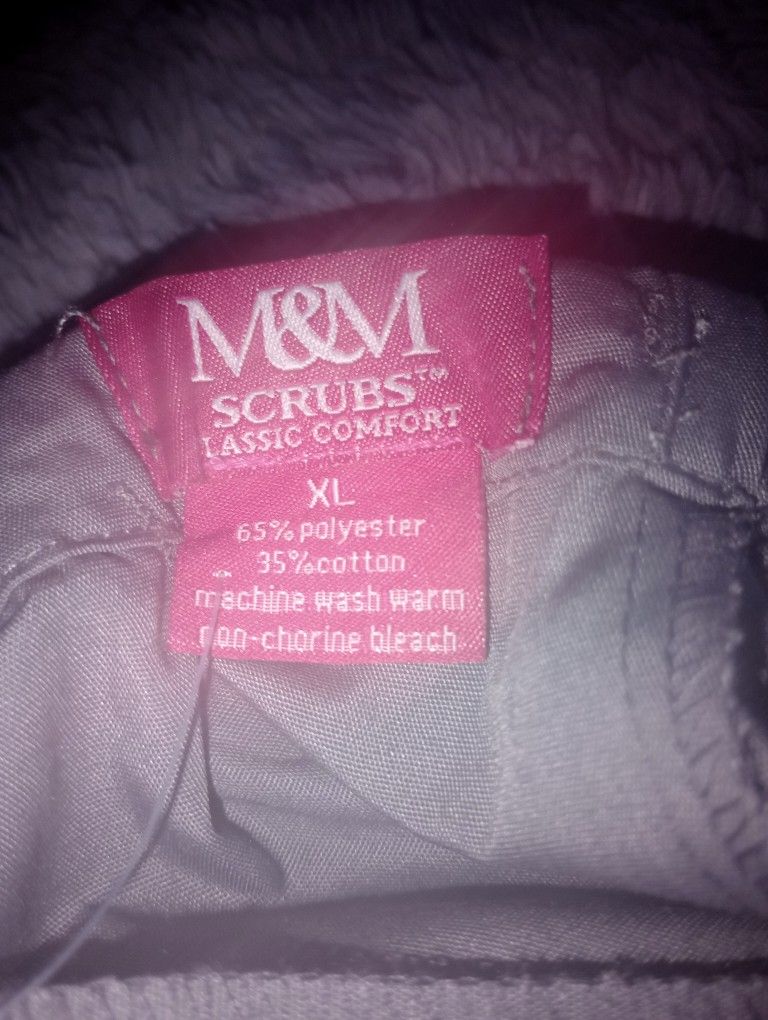 M&M
SCRUBS™
LASSIC COMFORT
XL
65% polyester
35%cotton
machine wash warm
non-chorine bleach